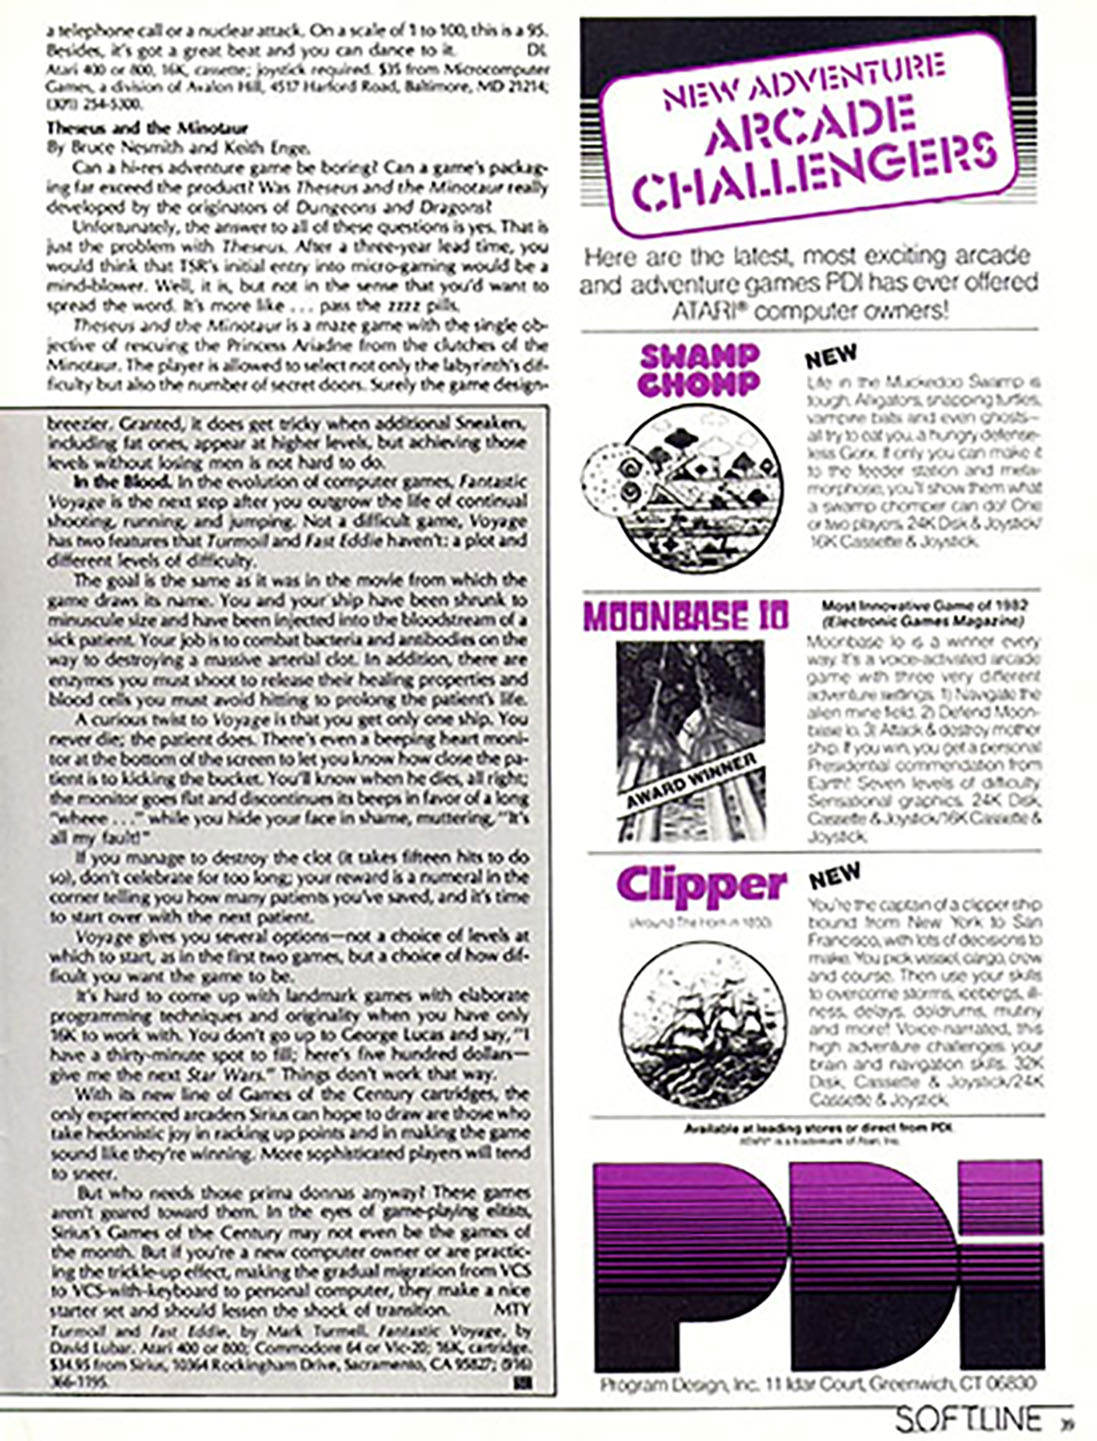 a telephone call or a nuclear attack. On a scale of 1 to 100, this is a 95.
Besides, it's got a great beat and you can dance to it. DL
Atari 400 or 800, 16K, cassette; joystick required. $35 from Microcomputer
Games, a division of Avalon Hill, 4517 Harford Road, Baltimore, MD 21214;
(301) 254-5300.
Theseus and the Minotaur
By Bruce Nesmith and Keith Enge.
Can a hi-res adventure game be boring? Can a game's packag-
ing far exceed the product? Was Theseus and the Minotaur really
developed by the originators of Dungeons and Dragons?
Unfortunately, the answer to all of these questions is yes. That is
just the problem with Theseus. After a three-year lead time, you
would think that TSR's initial entry into micro-gaming would be a
mind-blower. Well, it is, but not in the sense that you'd want to
spread the word. It's more like . . . pass the zzzz pills.
Theseus and the Minotaur is a maze game with the single ob-
jective of rescuing the Princess Ariadne from the clutches of the
Minotaur. The player is allowed to select not only the labyrinth's dif-
ficulty but also the number of secret doors. Surely the game design-
breezier. Granted, it does get tricky when additional Sneakers,
including fat ones, appear at higher levels, but achieving those
levels without losing men is not hard to do.
In the Blood. In the evolution of computer games, Fantastic
Voyage is the next step after you outgrow the life of continual
shooting, running, and jumping. Not a difficult game, Voyage
has two features that Turmoil and Fast Eddie haven't: a plot and
different levels of difficulty.
The goal is the same as it was in the movie from which the
game draws its name. You and your ship have been shrunk to
minuscule size and have been injected into the bloodstream of a
sick patient. Your job is to combat bacteria and antibodies on the
way to destroying a massive arterial clot. In addition, there are
enzymes you must shoot to release their healing properties and
blood cells you must avoid hitting to prolong the patient's life.
A curious twist to Voyage is that you get only one ship. You
never die; the patient does. There's even a beeping heart moni-
tor at the bottom of the screen to let you know how close the pa-
tient is to kicking the bucket. You'll know when he dies, all right;
the monitor goes flat and discontinues its beeps in favor of a long
"wheee . . ." while you hide your face in shame, muttering, "It's
all my fault!"
If you manage to destroy the clot (it takes fifteen hits to do
so), don't celebrate for too long; your reward is a numeral in the
corner telling you how many patients you've saved, and it's time
to start over with the next patient.
Voyage gives you several options—not a choice of levels at
which to start, as in the first two games, but a choice of how dif-
ficult you want the game to be.
It's hard to come up with landmark games with elaborate
programming techniques and originality when you have only
16K to work with. You don't go up to George Lucas and say, "I
have a thirty-minute spot to fill; here's five hundred dollars—
give me the next Star Wars." Things don't work that way.
With its new line of Games of the Century cartridges, the
only experienced arcaders Sirius can hope to draw are those who
take hedonistic joy in racking up points and in making the game
sound like they're winning. More sophisticated players will tend
to sneer.
But who needs those prima donnas anyway? These games
aren't geared toward them. In the eyes of game-playing elitists,
Sirius's Games of the Century may not even be the games of
the month. But if you're a new computer owner or are practic-
ing the trickle-up effect, making the gradual migration from VCS
to VCS-with-keyboard to personal computer, they make a nice
starter set and should lessen the shock of transition. MTY
Turmoil and Fast Eddie, by Mark Turmell. Fantastic Voyage, by
David Lubar. Atari 400 or 800; Commodore 64 or Vic-20; 16K, cartridge.
$34.95 from Sirius, 10364 Rockingham Drive, Sacramento, CA 95827; (916)
366-1195.
NEW ADVENTURE
ARCADE
CHALLENGERS
Here are the latest, most exciting arcade
and adventure games PDI has ever offered
ATARI® computer owners!
SWAMP
CHOMP
NEW
Life in the Muckedoo Swamp is
tough. Alligators, snapping turtles,
vampire bats and even ghosts—
all try to eat you, a hungry defense-
less Gorx. If only you can make it
to the feeder station and meta-
morphose, you'll show them what
a swamp chomper can do! One
or two players. 24K Disk & Joystick/
16K Cassette & Joystick.
MOONBASE IO
AWARD WINNER
Most Innovative Game of 1982
(Electronic Games Magazine)
Moonbase Io is a winner every
way. It's a voice-activated arcade
game with three very different
adventure settings. 1) Navigate the
alien mine field. 2) Defend Moon-
base Io. 3) Attack & destroy mother
ship. If you win, you get a personal
Presidential commendation from
Earth! Seven levels of difficulty.
Sensational graphics. 24K Disk,
Cassette & Joystick/16K Cassette &
Joystick.
Clipper
(Around The Horn in 1850)
NEW
You're the captain of a clipper ship
bound from New York to San
Francisco, with lots of decisions to
make. You pick vessel, cargo, crew
and course. Then use your skills
to overcome storms, icebergs, ill-
ness, delays, doldrums, mutiny
and more! Voice-narrated, this
high adventure challenges your
brain and navigation skills. 32K
Disk, Cassette & Joystick/24K
Cassette & Joystick.
Available at leading stores or direct from PDI.
ATARI® is a trademark of Atari, Inc.
PDI
Program Design, Inc. 11 Idar Court, Greenwich, CT 06830
SOFTLINE 39